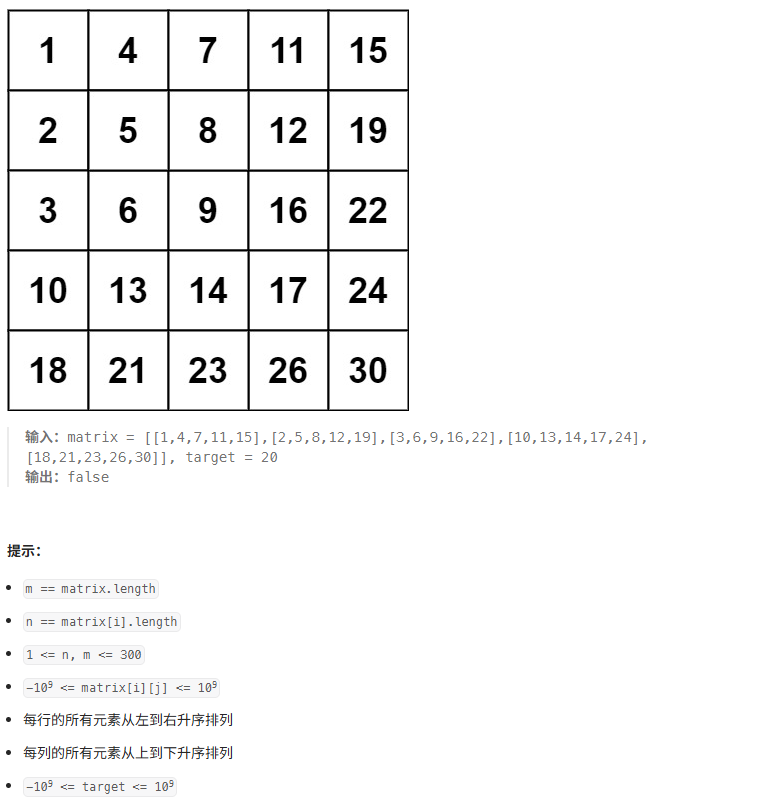 1 4 7 11 15
2 5 8 12 19
3 6 9 16 22
10 13 14 17 24
18 21 23 26 30
输入：matrix = [[1,4,7,11,15],[2,5,8,12,19],[3,6,9,16,22],[10,13,14,17,24],
[18,21,23,26,30]], target = 20
输出：false
提示：
• m == matrix.length
• n == matrix[i].length
• 1 <= n, m <= 300
• -10⁹ <= matrix[i][j] <= 10⁹
• 每行的所有元素从左到右升序排列
• 每列的所有元素从上到下升序排列
• -10⁹ <= target <= 10⁹